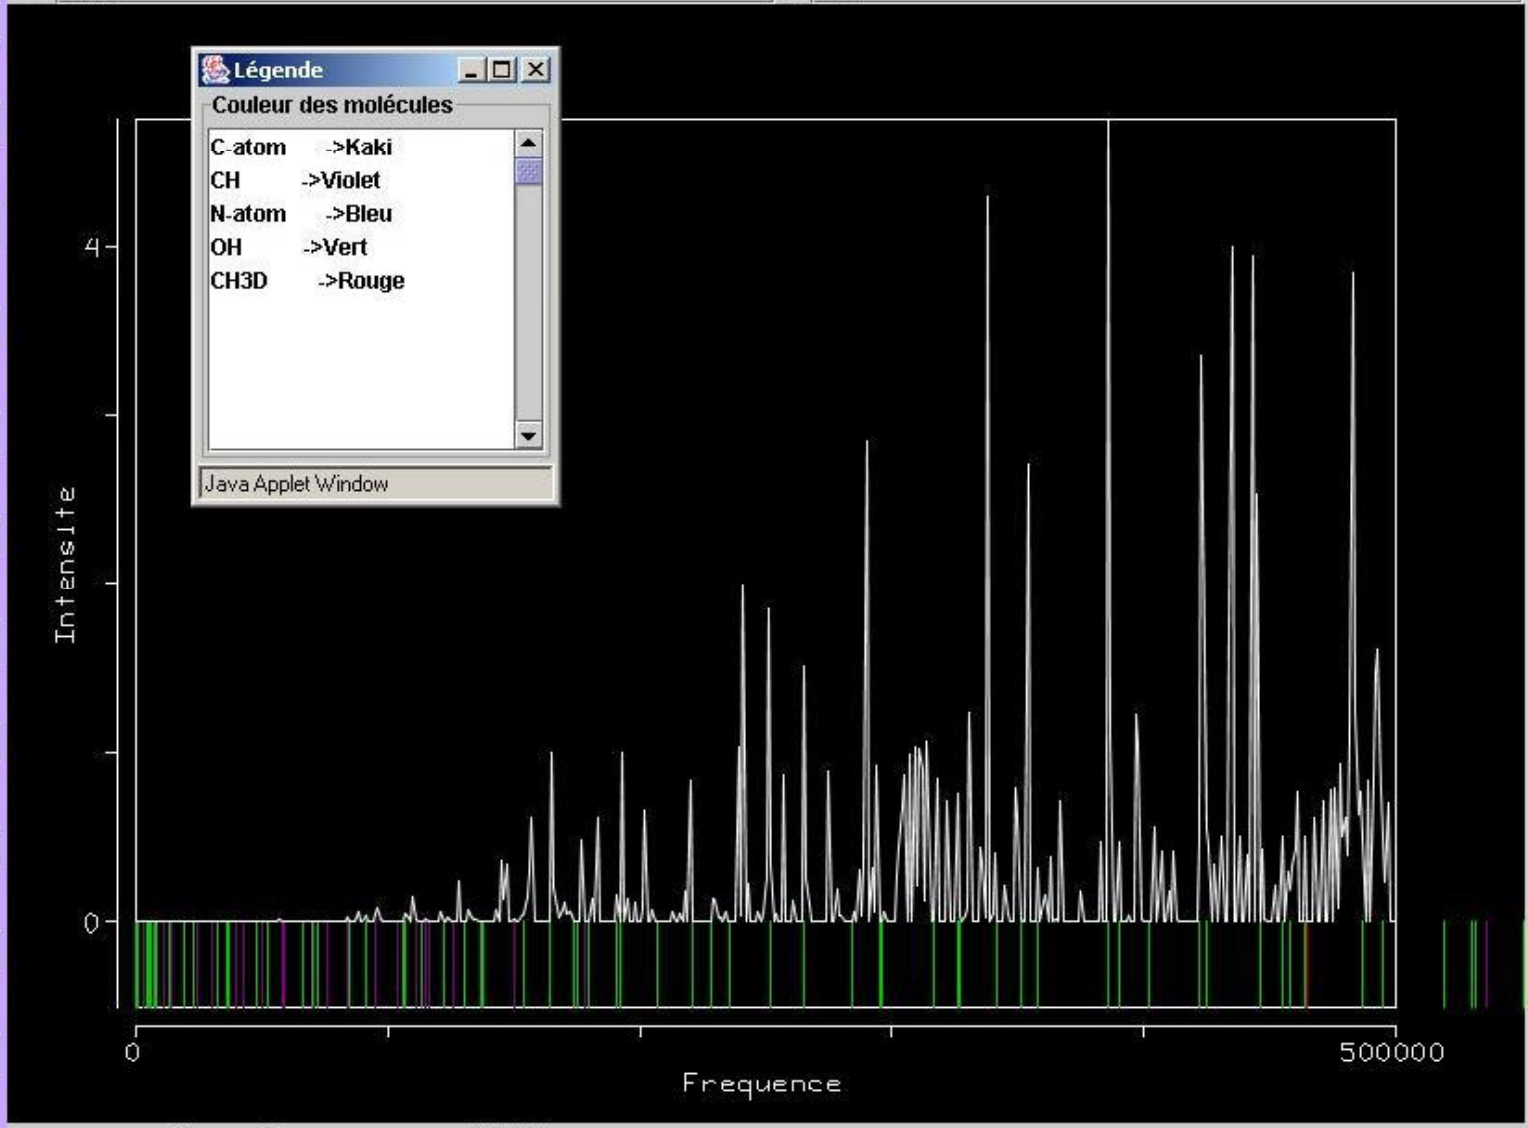 Légende
Couleur des molécules
C-atom ->Kaki
CH ->Violet
N-atom ->Bleu
OH ->Vert
CH3D ->Rouge
Java Applet Window
4
Intensite
0
0
500000
Frequence